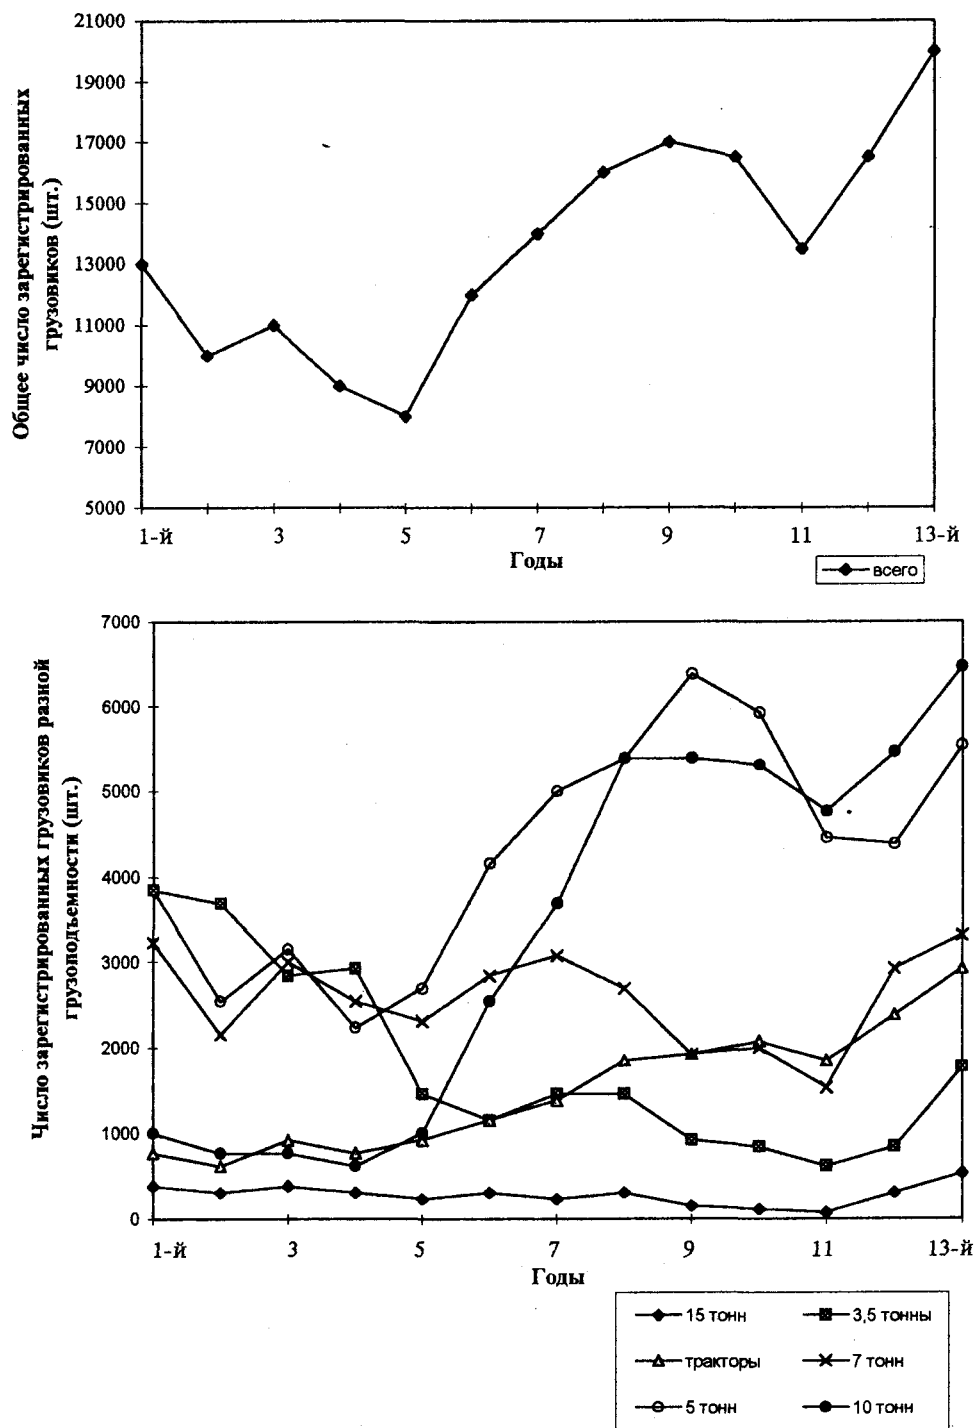 Общее число зарегистрированных
грузовиков (шт.)
21000
19000
17000
15000
13000
11000
9000
7000
5000
1-й 3 5 7 9 11 13-й
Годы
всего
Число зарегистрированных грузовиков разной
грузоподъемности (шт.)
7000
6000
5000
4000
3000
2000
1000
0
1-й 3 5 7 9 11 13-й
Годы
15 тонн 3,5 тонны
тракторы 7 тонн
5 тонн 10 тонн